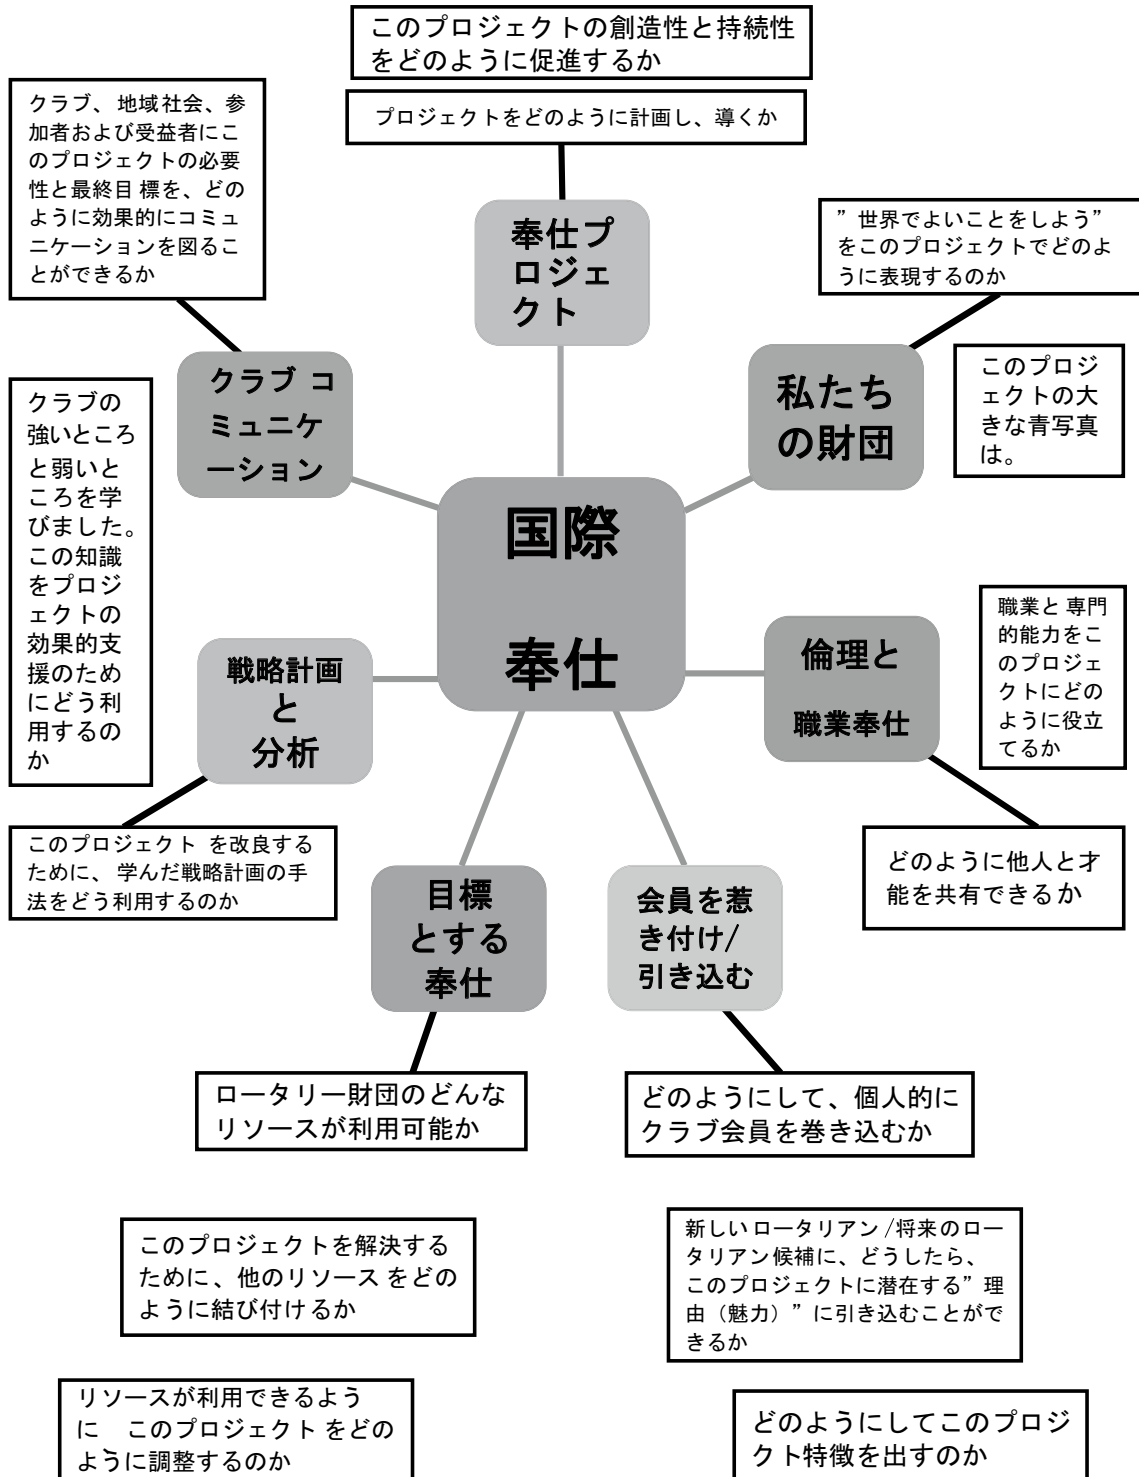 このプロジェクトの創造性と持続性
をどのように促進するか
プロジェクトをどのように計画し、導くか
クラブ、地域社会、参
加者および受益者にこ
のプロジェクトの必要
性と最終目標を、どの
ように効果的にコミュ
ニケーションを図るこ
とができるか
奉仕プ
ロジェ
クト
”世界でよいことをしよう”
をこのプロジェクトでどのよ
うに表現するのか
クラブ コ
ミュニケ
ーション
私たち
の財団
このプロジ
ェクトの大
きな青写真
は。
クラブの
強いところ
と弱いと
ころを学
びました。
この知識
をプロジ
ェクトの
効果的支
援のため
にどう利
用するの
か
国際
奉仕
戦略計画
と
分析
倫理と
職業奉仕
職業と専門
的能力をこ
のプロジェ
クトにどの
ように役立
てるか
このプロジェクト を改良する
ために、学んだ戦略計画の手
法をどう利用するのか
どのように他人と才
能を共有できるか
目標
とする
奉仕
会員を惹
き付け/
引き込む
ロータリー財団のどんな
リソースが利用可能か
どのようにして、個人的に
クラブ会員を巻き込むか
このプロジェクトを解決する
ために、他のリソースをどの
ように結び付けるか
新しいロータリアン/将来のロー
タリアン候補に、どうしたら、
このプロジェクトに潜在する”理
由（魅力）”に引き込むことがで
きるか
リソースが利用できるよう
に このプロジェクト をどの
ように調整するのか
どのようにしてこのプロジ
クト特徴を出すのか